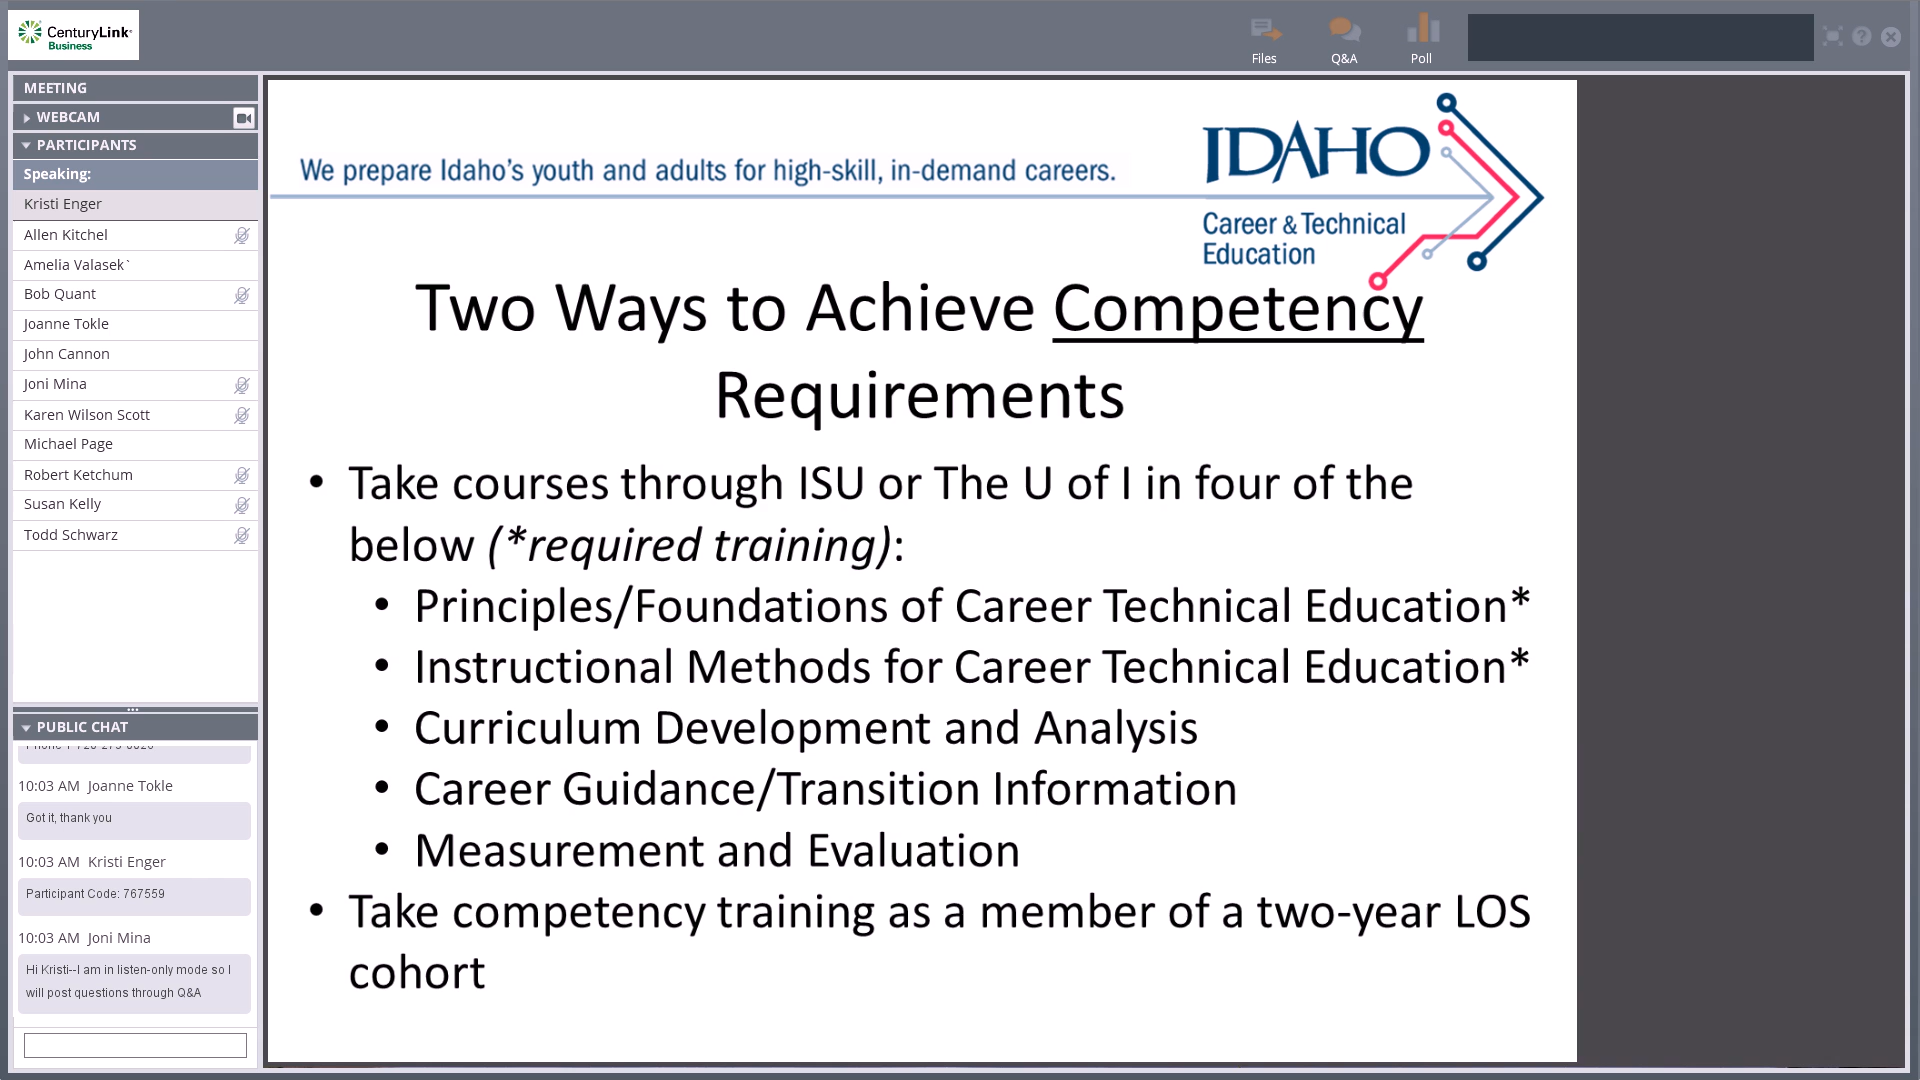 CenturyLink
Business
Files
Q&A
Poll
MEETING
WEBCAM
PARTICIPANTS
Speaking:
Kristi Enger
Allen Kitchel
Amelia Valasek`
Bob Quant
Joanne Tokle
John Cannon
Joni Mina
Karen Wilson Scott
Michael Page
Robert Ketchum
Susan Kelly
Todd Schwarz
PUBLIC CHAT
10:03 AM Joanne Tokle
Got it, thank you
10:03 AM Kristi Enger
Participant Code: 767559
10:03 AM Joni Mina
Hi Kristi--I am in listen-only mode so I
will post questions through Q&A
We prepare Idaho's youth and adults for high-skill, in-demand careers.
IDAHO
Career & Technical
Education
Two Ways to Achieve Competency
Requirements
• Take courses through ISU or The U of I in four of the
below (*required training):
• Principles/Foundations of Career Technical Education*
• Instructional Methods for Career Technical Education*
• Curriculum Development and Analysis
• Career Guidance/Transition Information
• Measurement and Evaluation
• Take competency training as a member of a two-year LOS
cohort